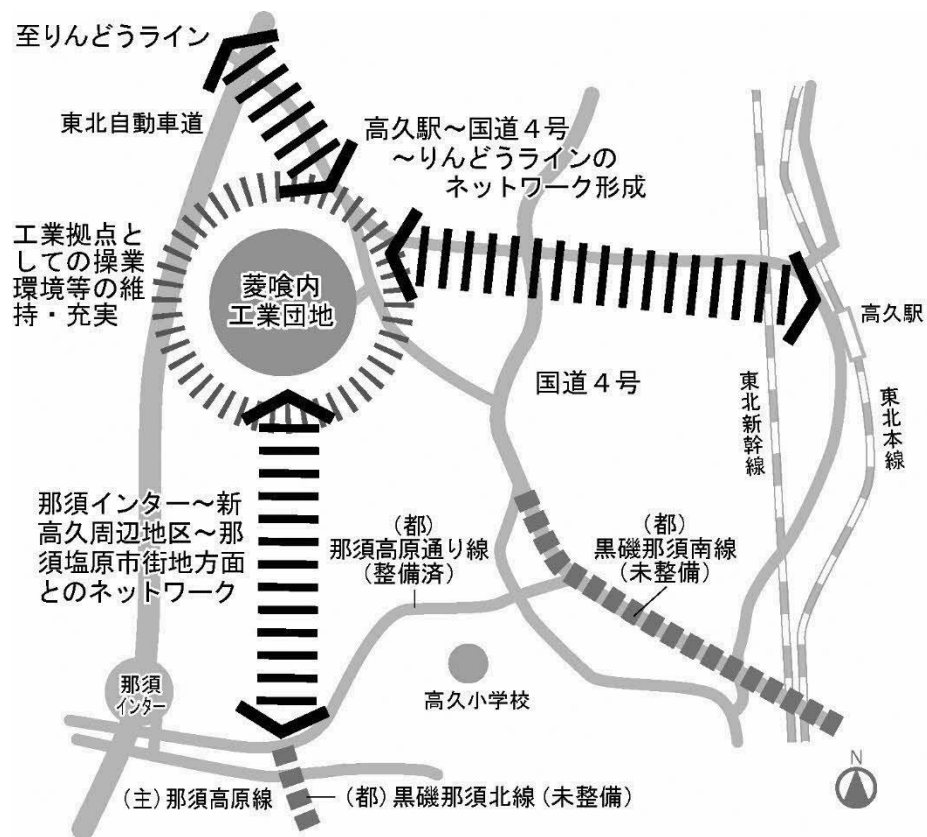 至りんどうライン
東北自動車道
高久駅～国道４号
～りんどうラインの
ネットワーク形成
工業拠点と
しての操業
環境等の維
持・充実
菱喰内
工業団地
高久駅
国道４号
東北新幹線
東北本線
那須インター～新
高久周辺地区～那
須塩原市街地方面
とのネットワーク
（都）
那須高原通り線
（整備済）
（都）
黒磯那須南線
（未整備）
那須
インター
高久小学校
（主）那須高原線
（都）黒磯那須北線（未整備）
N